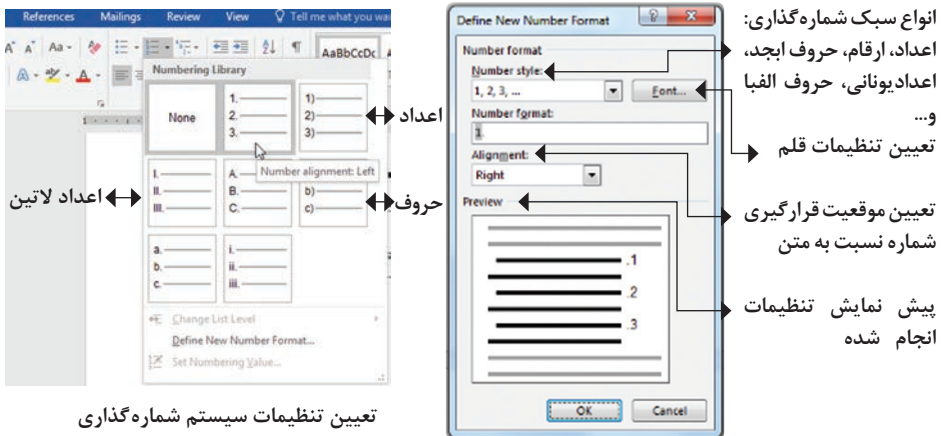 References Mailings Review View Tell me what you wa
Aa
AaBbCcDc
Numbering Library
None
1.
2.
3.
1)
2)
3)
اعداد
Number alignment: Left
I.
II.
III.
A.
B.
C.
b)
c)
اعداد لاتین
حروف
a.
b.
c.
i.
ii.
iii.
Change List Level
Define New Number Format...
Set Numbering Value...
تعیین تنظیمات سیستم شماره‌گذاری
Define New Number Format
Number format
Number style:
1, 2, 3, ...
Font...
Number format:
1.
Alignment:
Right
Preview
.1
.2
.3
OK Cancel
انواع سبک شماره‌گذاری:
اعداد، ارقام، حروف ابجد،
اعدادیونانی، حروف الفبا
و...
تعیین تنظیمات قلم
تعیین موقعیت قرارگیری
شماره نسبت به متن
پیش نمایش تنظیمات
انجام شده